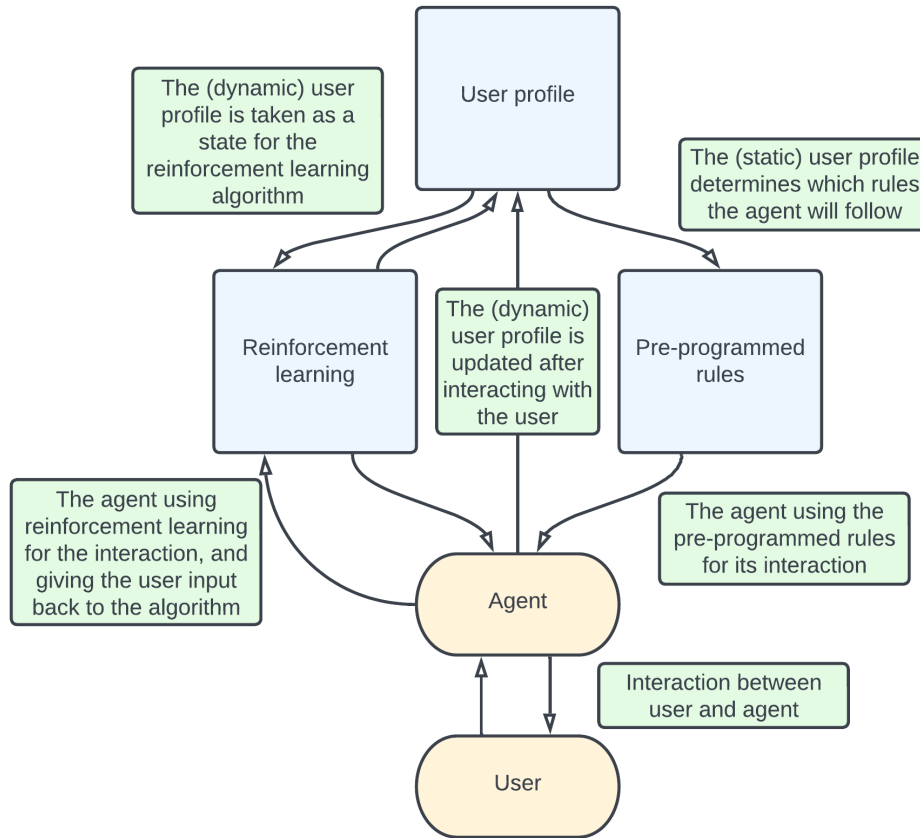 User profile
The (dynamic) user
profile is taken as a
state for the
reinforcement learning
algorithm
The (static) user profile
determines which rules
the agent will follow
Reinforcement
learning
The (dynamic)
user profile is
updated after
interacting with
the user
Pre-programmed
rules
The agent using
reinforcement learning
for the interaction, and
giving the user input
back to the algorithm
The agent using the
pre-programmed rules
for its interaction
Agent
Interaction between
user and agent
User